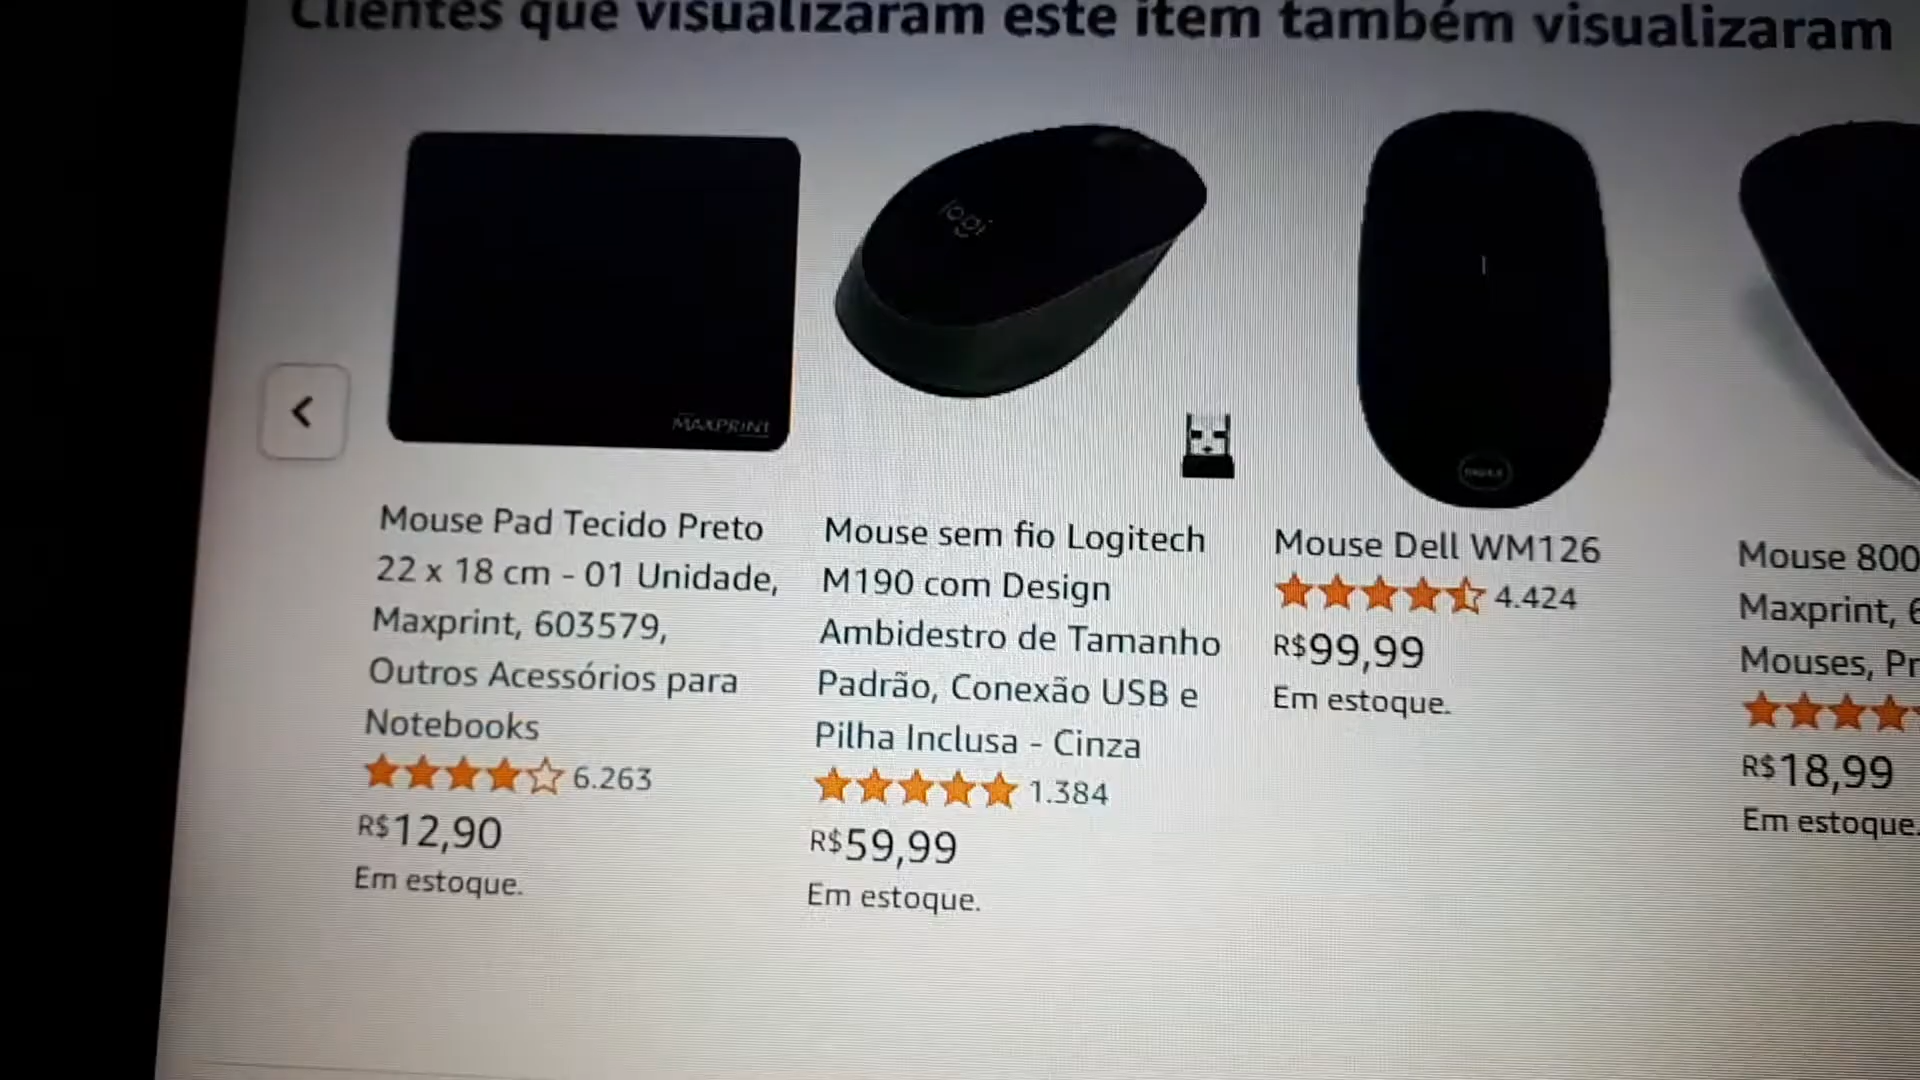 Clientes que visualizaram este item também visualizaram
MAXPRINT
logi
Mouse Pad Tecido Preto
22 x 18 cm - 01 Unidade,
Maxprint, 603579,
Outros Acessórios para
Notebooks
6.263
R$12,90
Em estoque.
Mouse sem fio Logitech
M190 com Design
Ambidestro de Tamanho
Padrão, Conexão USB e
Pilha Inclusa - Cinza
1.384
R$59,99
Em estoque.
Mouse Dell WM126
4.424
R$99,99
Em estoque.
Mouse 800
Maxprint, 6
Mouses, Pr
R$18,99
Em estoque.